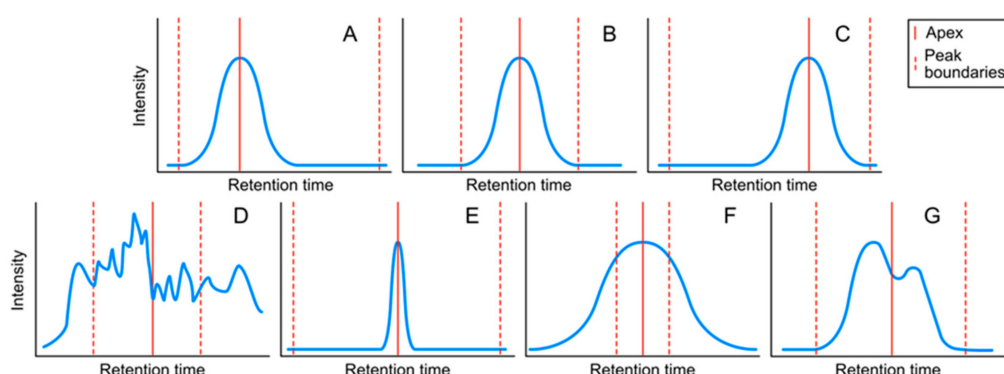 A
B
C
Apex
Peak
boundaries
Intensity
Retention time
Retention time
Retention time
D
E
F
G
Intensity
Retention time
Retention time
Retention time
Retention time